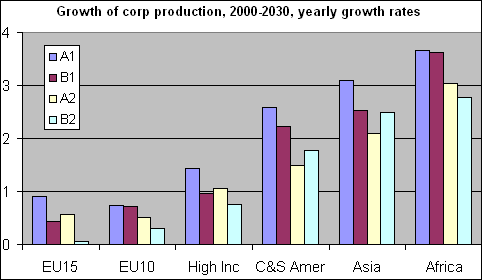 Growth of corp production, 2000-2030, yearly growth rates
4
3
2
1
0
A1
B1
A2
B2
EU15 EU10 High Inc C&S Amer Asia Africa